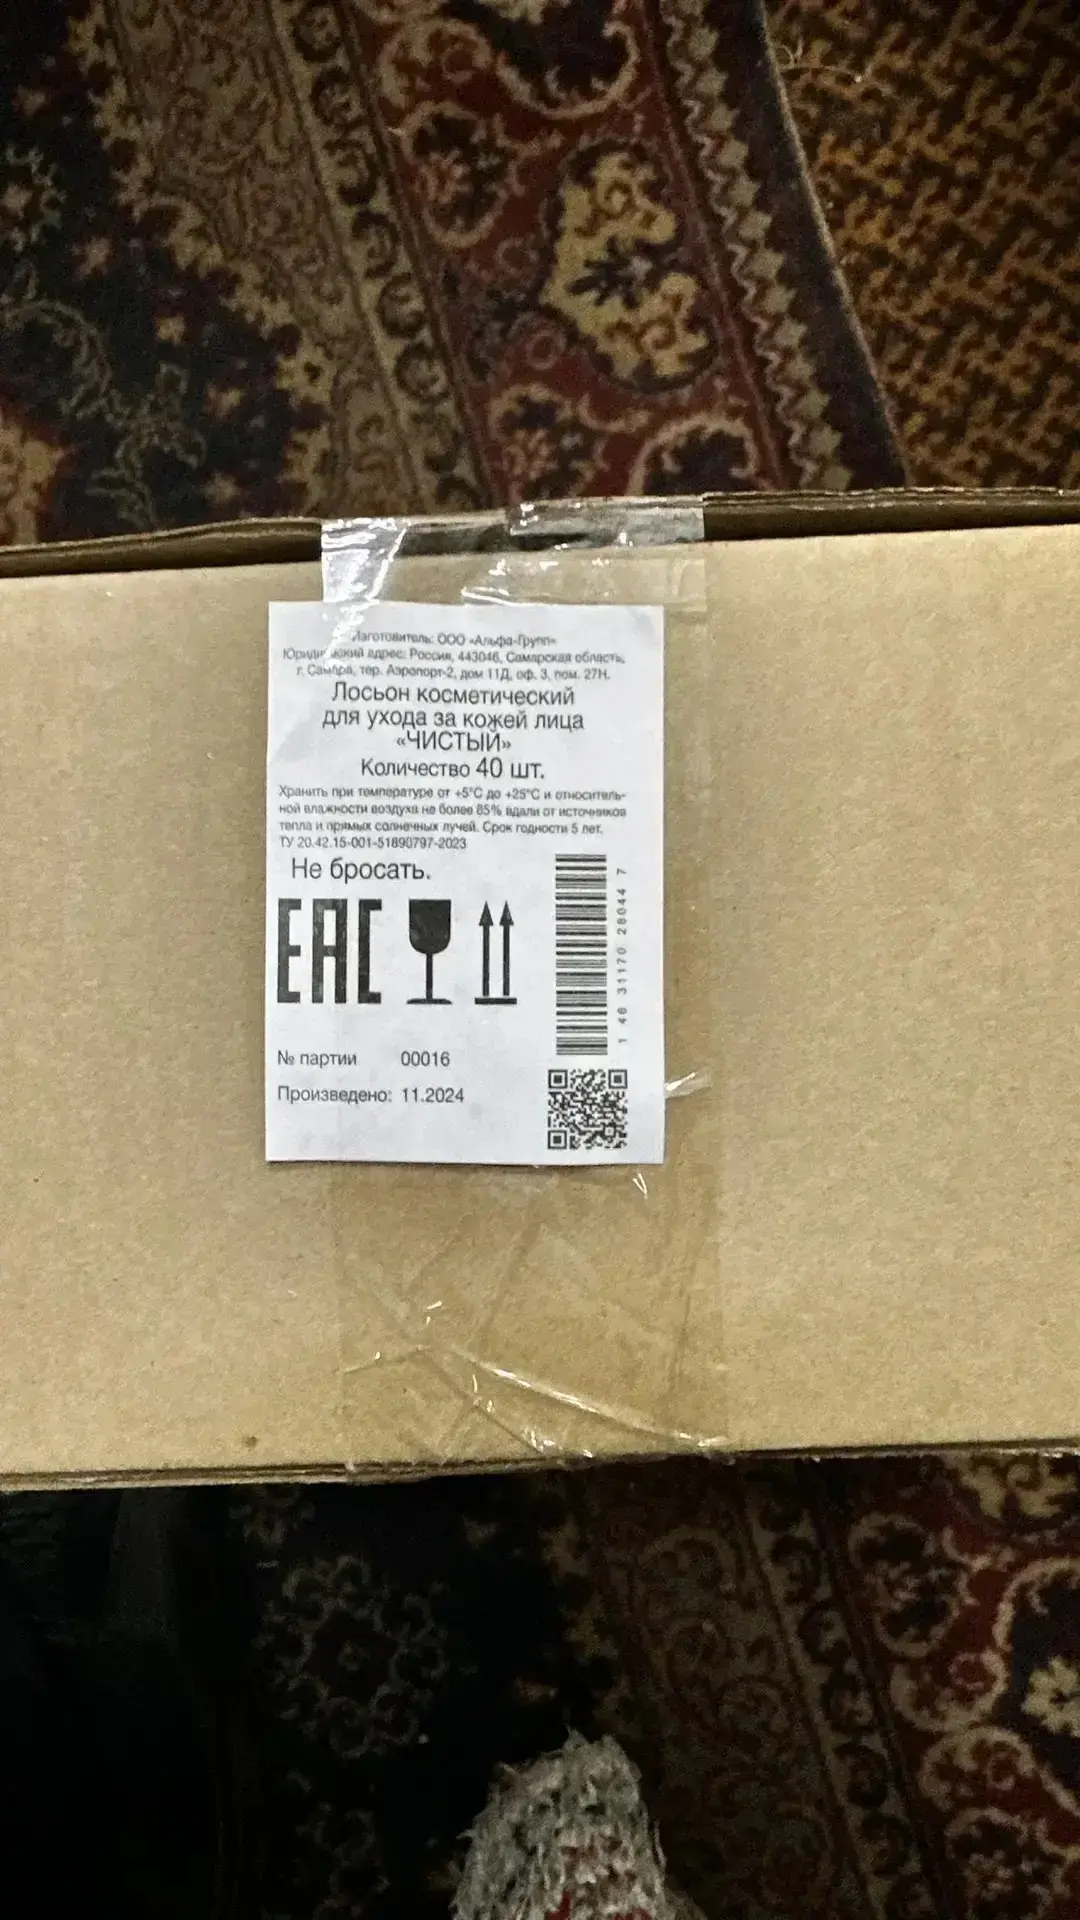 Изготовитель: ООО «Альфа-Групп»
Юридический адрес: Россия, 443046, Самарская область,
г. Самара, тер. Аэропорт-2, дом 11Д, оф. 3, пом. 27Н.
Лосьон косметический
для ухода за кожей лица
«ЧИСТЫЙ»
Количество 40 шт.
Хранить при температуре от +5°С до +25°С и относитель-
ной влажности воздуха не более 85% вдали от источников
тепла и прямых солнечных лучей. Срок годности 5 лет.
ТУ 20.42.15-001-51890797-2023
Не бросать.
ЕАС
1 46 31170 28044 7
№ партии 00016
Произведено: 11.2024